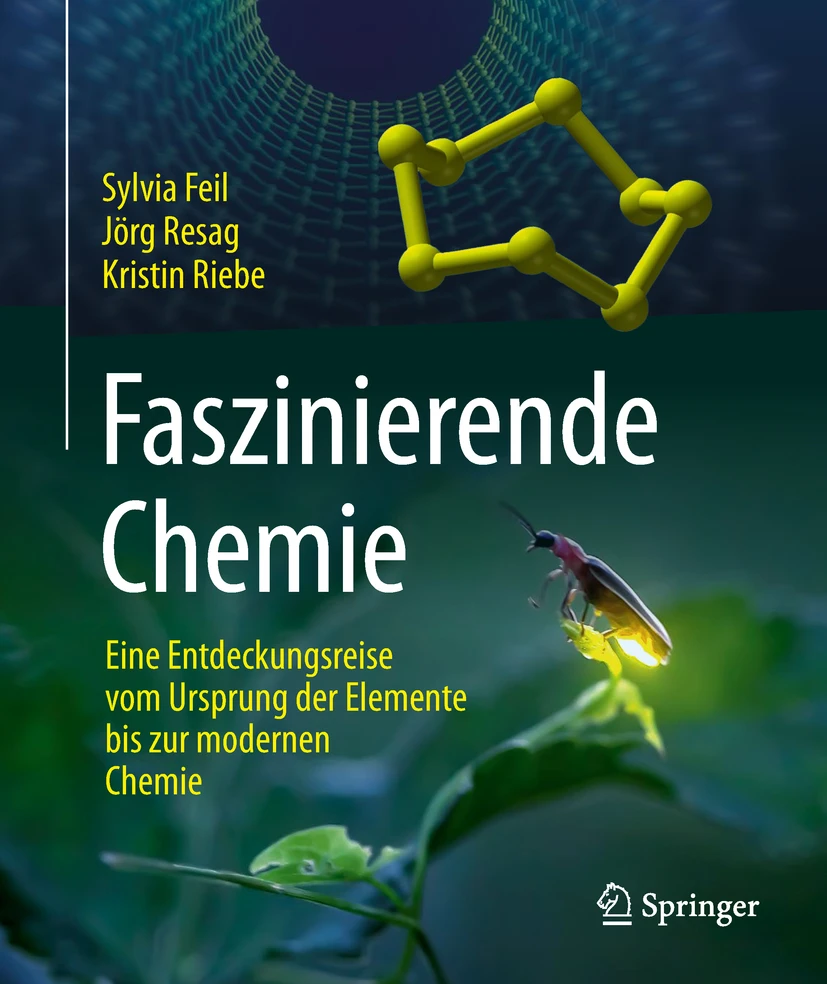 Sylvia Feil
Jörg Resag
Kristin Riebe
Faszinierende
Chemie
Eine Entdeckungsreise
vom Ursprung der Elemente
bis zur modernen
Chemie
Springer